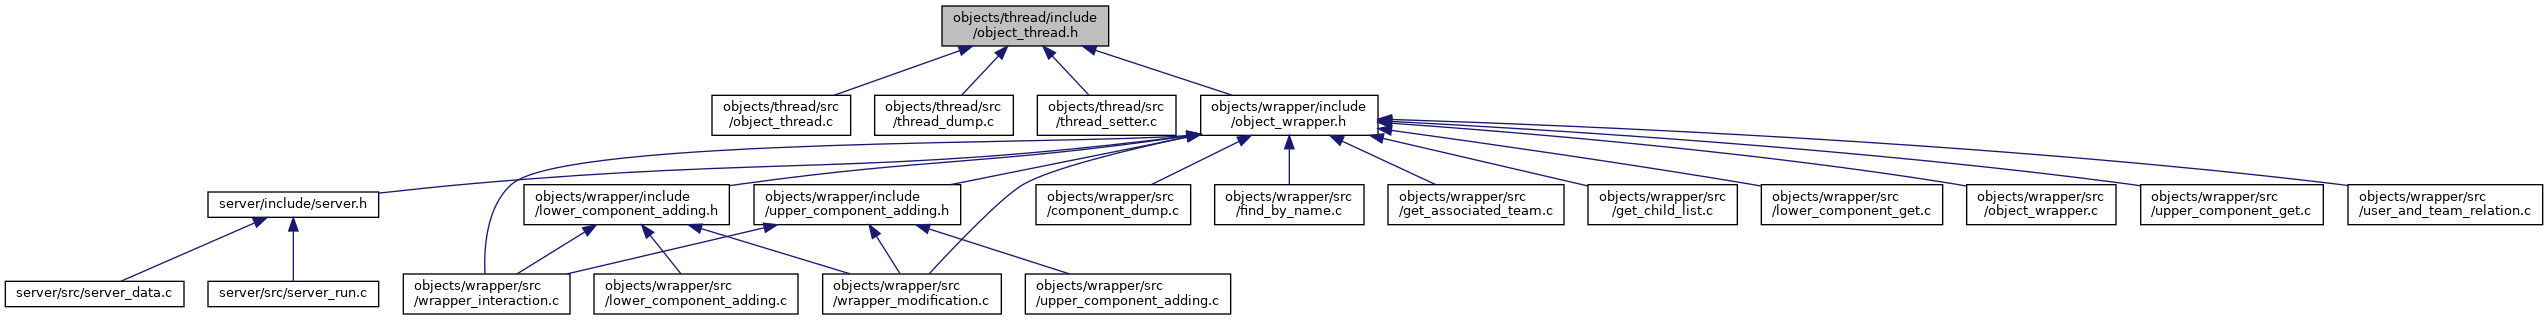 objects/thread/include
/object_thread.h
objects/thread/src
/object_thread.c
objects/thread/src
/thread_dump.c
objects/thread/src
/thread_setter.c
objects/wrapper/include
/object_wrapper.h
server/include/server.h
objects/wrapper/include
/lower_component_adding.h
objects/wrapper/include
/upper_component_adding.h
objects/wrapper/src
/component_dump.c
objects/wrapper/src
/find_by_name.c
objects/wrapper/src
/get_associated_team.c
objects/wrapper/src
/get_child_list.c
objects/wrapper/src
/lower_component_get.c
objects/wrapper/src
/object_wrapper.c
objects/wrapper/src
/upper_component_get.c
objects/wrapper/src
/user_and_team_relation.c
server/src/server_data.c
server/src/server_run.c
objects/wrapper/src
/wrapper_interaction.c
objects/wrapper/src
/lower_component_adding.c
objects/wrapper/src
/wrapper_modification.c
objects/wrapper/src
/upper_component_adding.c